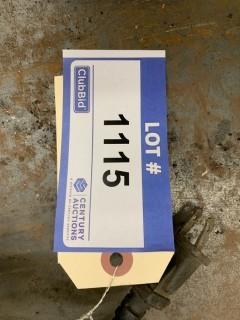 LOT #
1115
ClubBid
CENTURY
AUCTIONS